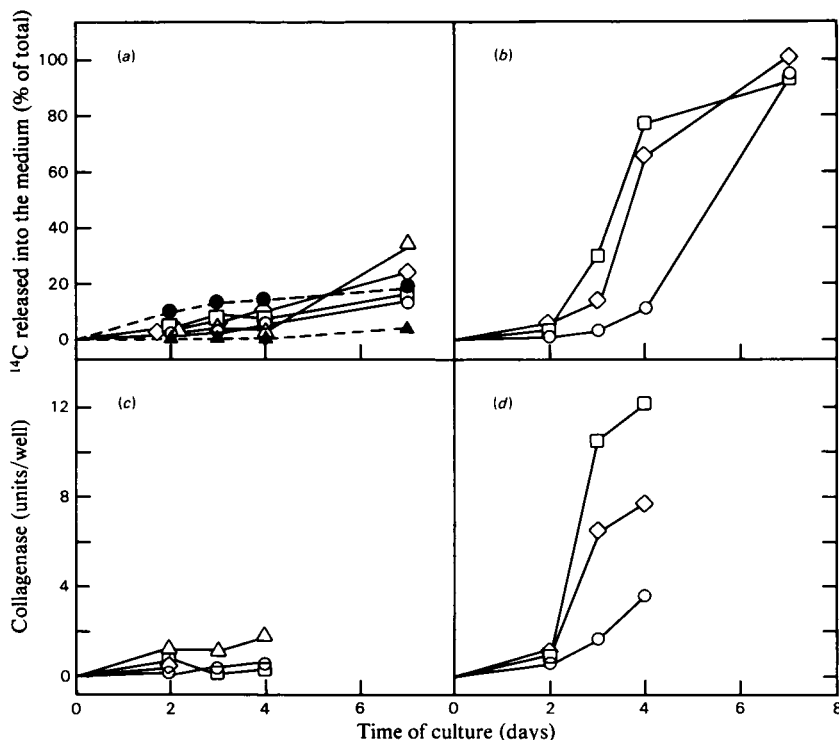 (a)
(b)
¹⁴C released into the medium (% of total)
100
80
60
40
20
0
(c)
(d)
Collagenase (units/well)
12
8
4
0
0 2 4 6 0 2 4 6 8
Time of culture (days)